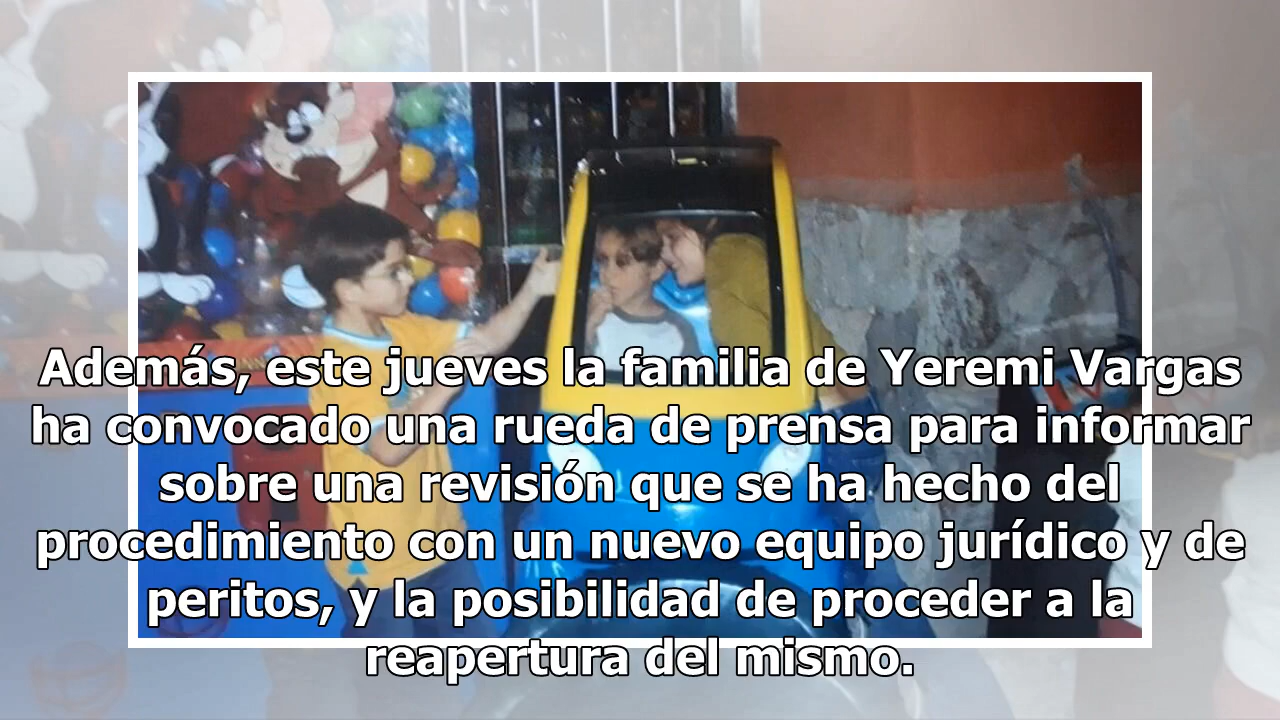 Además, este jueves la familia de Yeremi Vargas
ha convocado una rueda de prensa para informar
sobre una revisión que se ha hecho del
procedimiento con un nuevo equipo jurídico y de
peritos, y la posibilidad de proceder a la
reapertura del mismo.